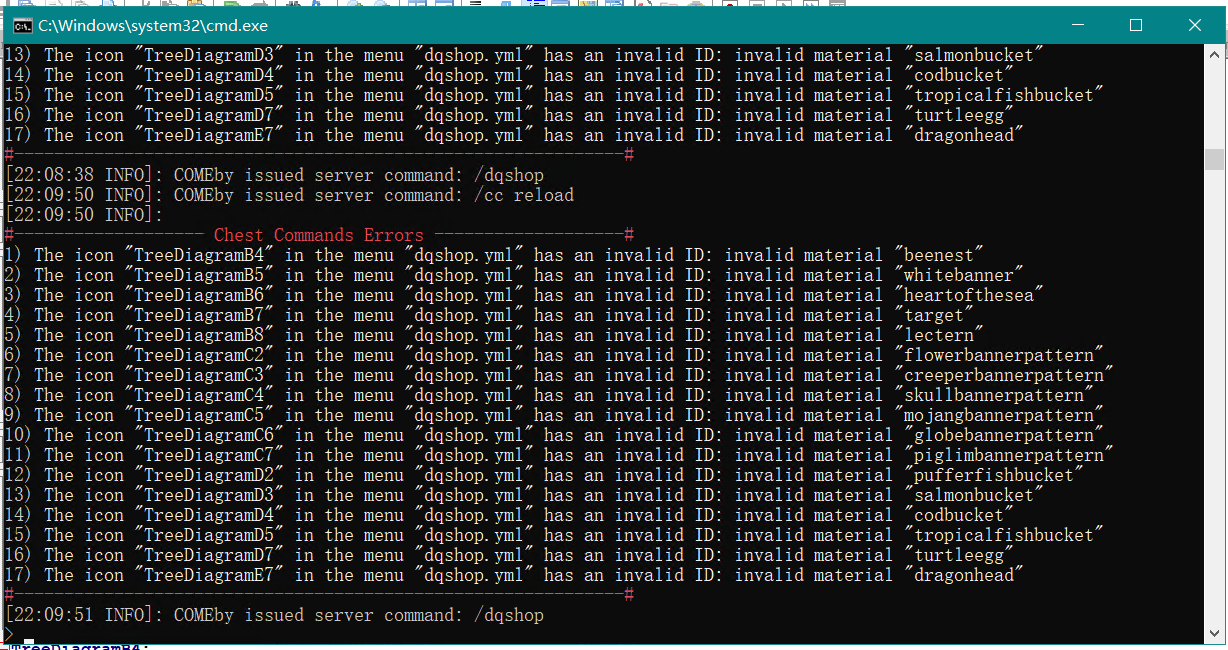 C:\Windows\system32\cmd.exe
13) The icon "TreeDiagramD3" in the menu "dqshop.yml" has an invalid ID: invalid material "salmonbucket"
14) The icon "TreeDiagramD4" in the menu "dqshop.yml" has an invalid ID: invalid material "codbucket"
15) The icon "TreeDiagramD5" in the menu "dqshop.yml" has an invalid ID: invalid material "tropicalfishbucket"
16) The icon "TreeDiagramD7" in the menu "dqshop.yml" has an invalid ID: invalid material "turtleegg"
17) The icon "TreeDiagramE7" in the menu "dqshop.yml" has an invalid ID: invalid material "dragonhead"
#-------------------------------------------------------------#
[22:08:38 INFO]: COMEby issued server command: /dqshop
[22:09:50 INFO]: COMEby issued server command: /cc reload
[22:09:50 INFO]:
#------------------- Chest Commands Errors -------------------#
1) The icon "TreeDiagramB4" in the menu "dqshop.yml" has an invalid ID: invalid material "beenest"
2) The icon "TreeDiagramB5" in the menu "dqshop.yml" has an invalid ID: invalid material "whitebanner"
3) The icon "TreeDiagramB6" in the menu "dqshop.yml" has an invalid ID: invalid material "heartofthesea"
4) The icon "TreeDiagramB7" in the menu "dqshop.yml" has an invalid ID: invalid material "target"
5) The icon "TreeDiagramB8" in the menu "dqshop.yml" has an invalid ID: invalid material "lectern"
6) The icon "TreeDiagramC2" in the menu "dqshop.yml" has an invalid ID: invalid material "flowerbannerpattern"
7) The icon "TreeDiagramC3" in the menu "dqshop.yml" has an invalid ID: invalid material "creeperbannerpattern"
8) The icon "TreeDiagramC4" in the menu "dqshop.yml" has an invalid ID: invalid material "skullbannerpattern"
9) The icon "TreeDiagramC5" in the menu "dqshop.yml" has an invalid ID: invalid material "mojangbannerpattern"
10) The icon "TreeDiagramC6" in the menu "dqshop.yml" has an invalid ID: invalid material "globebannerpattern"
11) The icon "TreeDiagramC7" in the menu "dqshop.yml" has an invalid ID: invalid material "piglimbannerpattern"
12) The icon "TreeDiagramD2" in the menu "dqshop.yml" has an invalid ID: invalid material "pufferfishbucket"
13) The icon "TreeDiagramD3" in the menu "dqshop.yml" has an invalid ID: invalid material "salmonbucket"
14) The icon "TreeDiagramD4" in the menu "dqshop.yml" has an invalid ID: invalid material "codbucket"
15) The icon "TreeDiagramD5" in the menu "dqshop.yml" has an invalid ID: invalid material "tropicalfishbucket"
16) The icon "TreeDiagramD7" in the menu "dqshop.yml" has an invalid ID: invalid material "turtleegg"
17) The icon "TreeDiagramE7" in the menu "dqshop.yml" has an invalid ID: invalid material "dragonhead"
#-------------------------------------------------------------#
[22:09:51 INFO]: COMEby issued server command: /dqshop
>
TreeDiagramB4: